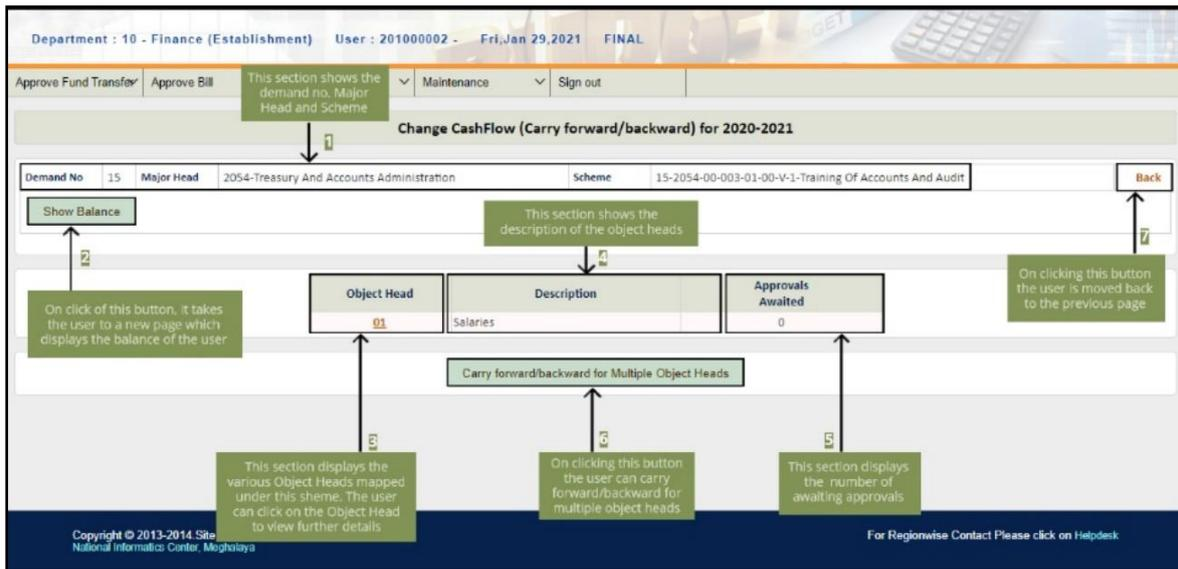 Department : 10 - Finance (Establishment) User : 201000002 - Fri,Jan 29,2021 FINAL
Approve Fund Transfer Approve Bill Maintenance Sign out
This section shows the
demand no, Major
Head and Scheme
1
Change CashFlow (Carry forward/backward) for 2020-2021
Demand No 15 Major Head 2054-Treasury And Accounts Administration Scheme 15-2054-00-003-01-00-V-1-Training Of Accounts And Audit Back
Show Balance
This section shows the
description of the object heads
2
4
7
On click of this button, it takes
the user to a new page which
displays the balance of the user
Object Head Description Approvals
Awaited
01 Salaries 0
On clicking this button
the user is moved back
to the previous page
Carry forward/backward for Multiple Object Heads
3
6
5
This section displays the
various Object Heads mapped
under this sheme. The user
can click on the Object Head
to view further details
On clicking this button
the user can carry
forward/backward for
multiple object heads
This section displays
the number of
awaiting approvals
Copyright © 2013-2014.Site
National Informatics Center, Meghalaya
For Regionwise Contact Please click on Helpdesk